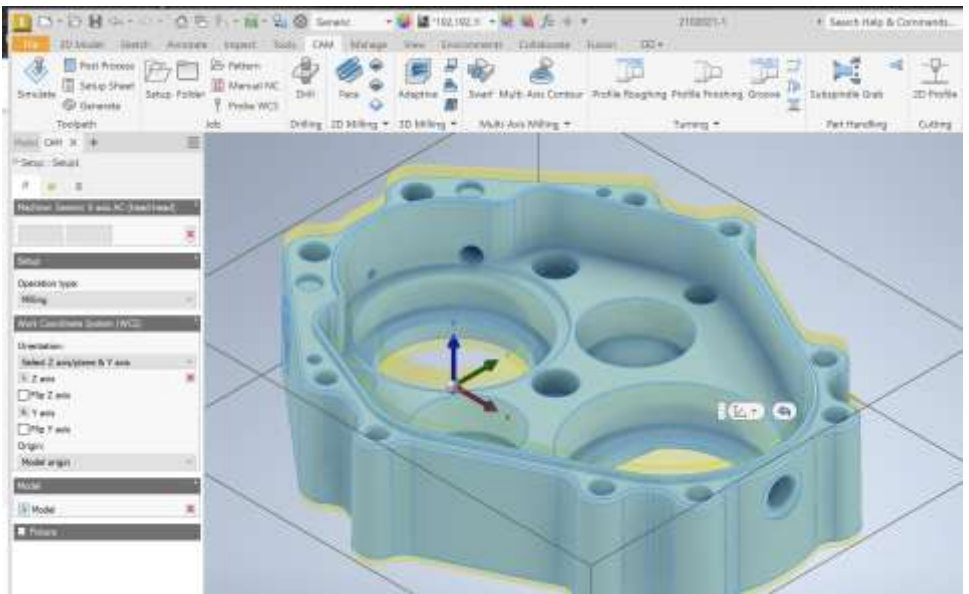 Generic
2102021-1
Search Help & Commands...
File 3D Model Sketch Annotate Inspect Tools CAM Manage View Environments Collaborate Fusion
Simulate
Post Process
Setup Sheet
Generate
Toolpath
Setup Folder
Pattern
Manual NC
Probe WCS
Job
Drill
Drilling
Face
2D Milling
Adaptive
3D Milling
Swarf Multi-Axis Contour
Multi-Axis Milling
Profile Roughing Profile Finishing Groove
Turning
Subspindle Grab
Part Handling
2D Profile
Cutting
Model CAM X +
Setup : Setup1
Setup
Operation type:
Milling
Work Coordinate System (WCS)
Orientation:
Select Z axis/plane & Y axis
Z axis
Flip Z axis
Y axis
Flip Y axis
Origin:
Model origin
Model
Model
Fixture